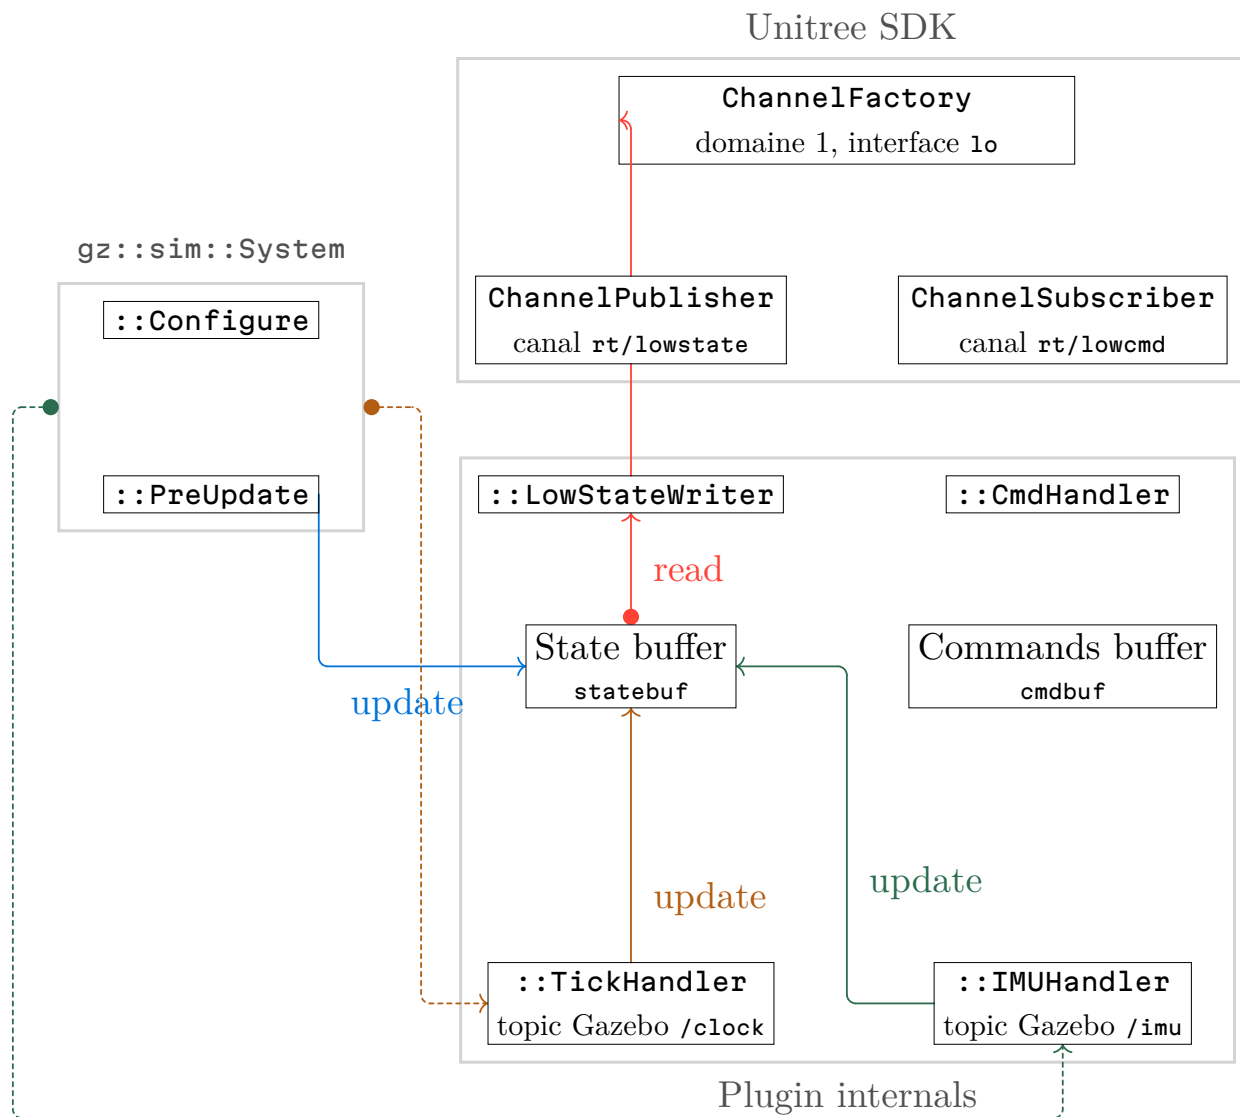 Unitree SDK
ChannelFactory
domaine 1, interface lo
gz::sim::System
::Configure
ChannelPublisher
canal rt/lowstate
ChannelSubscriber
canal rt/lowcmd
::PreUpdate
::LowStateWriter
::CmdHandler
read
State buffer
statebuf
Commands buffer
cmdbuf
update
update
update
::TickHandler
topic Gazebo /clock
::IMUHandler
topic Gazebo /imu
Plugin internals